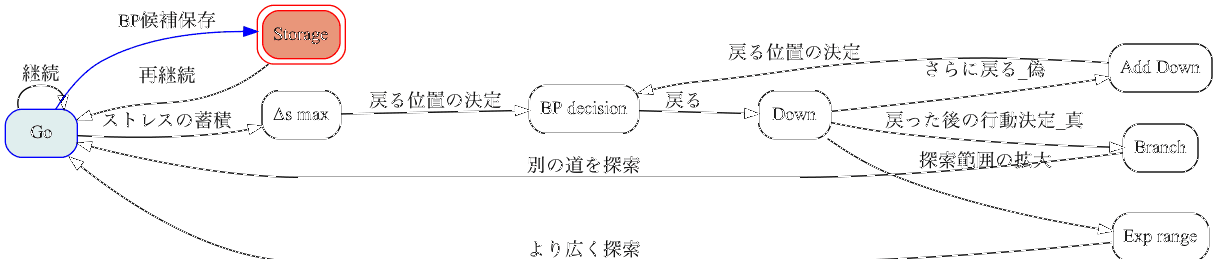 BP候補保存
Storage
継続
再継続
Go
ストレスの蓄積
Δs max
戻る位置の決定
BP decision
戻る
Down
戻る位置の決定
さらに戻る_偽
Add Down
戻った後の行動決定_真
Branch
別の道を探索
探索範囲の拡大
Exp range
より広く探索